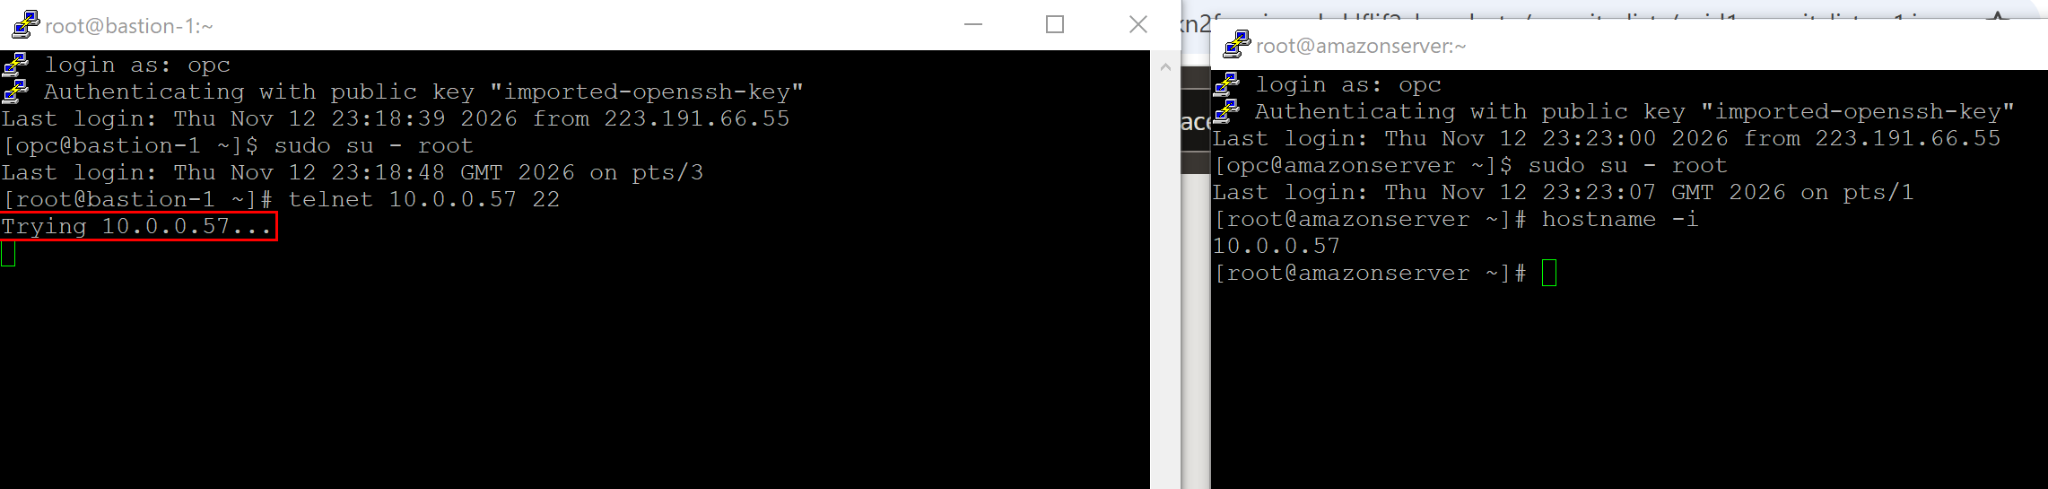 root@bastion-1:~
login as: opc
Authenticating with public key "imported-openssh-key"
Last login: Thu Nov 12 23:18:39 2026 from 223.191.66.55
[opc@bastion-1 ~]$ sudo su - root
Last login: Thu Nov 12 23:18:48 GMT 2026 on pts/3
[root@bastion-1 ~]# telnet 10.0.0.57 22
Trying 10.0.0.57...
root@amazonserver:~
login as: opc
Authenticating with public key "imported-openssh-key"
Last login: Thu Nov 12 23:23:00 2026 from 223.191.66.55
[opc@amazonserver ~]$ sudo su - root
Last login: Thu Nov 12 23:23:07 GMT 2026 on pts/1
[root@amazonserver ~]# hostname -i
10.0.0.57
[root@amazonserver ~]#